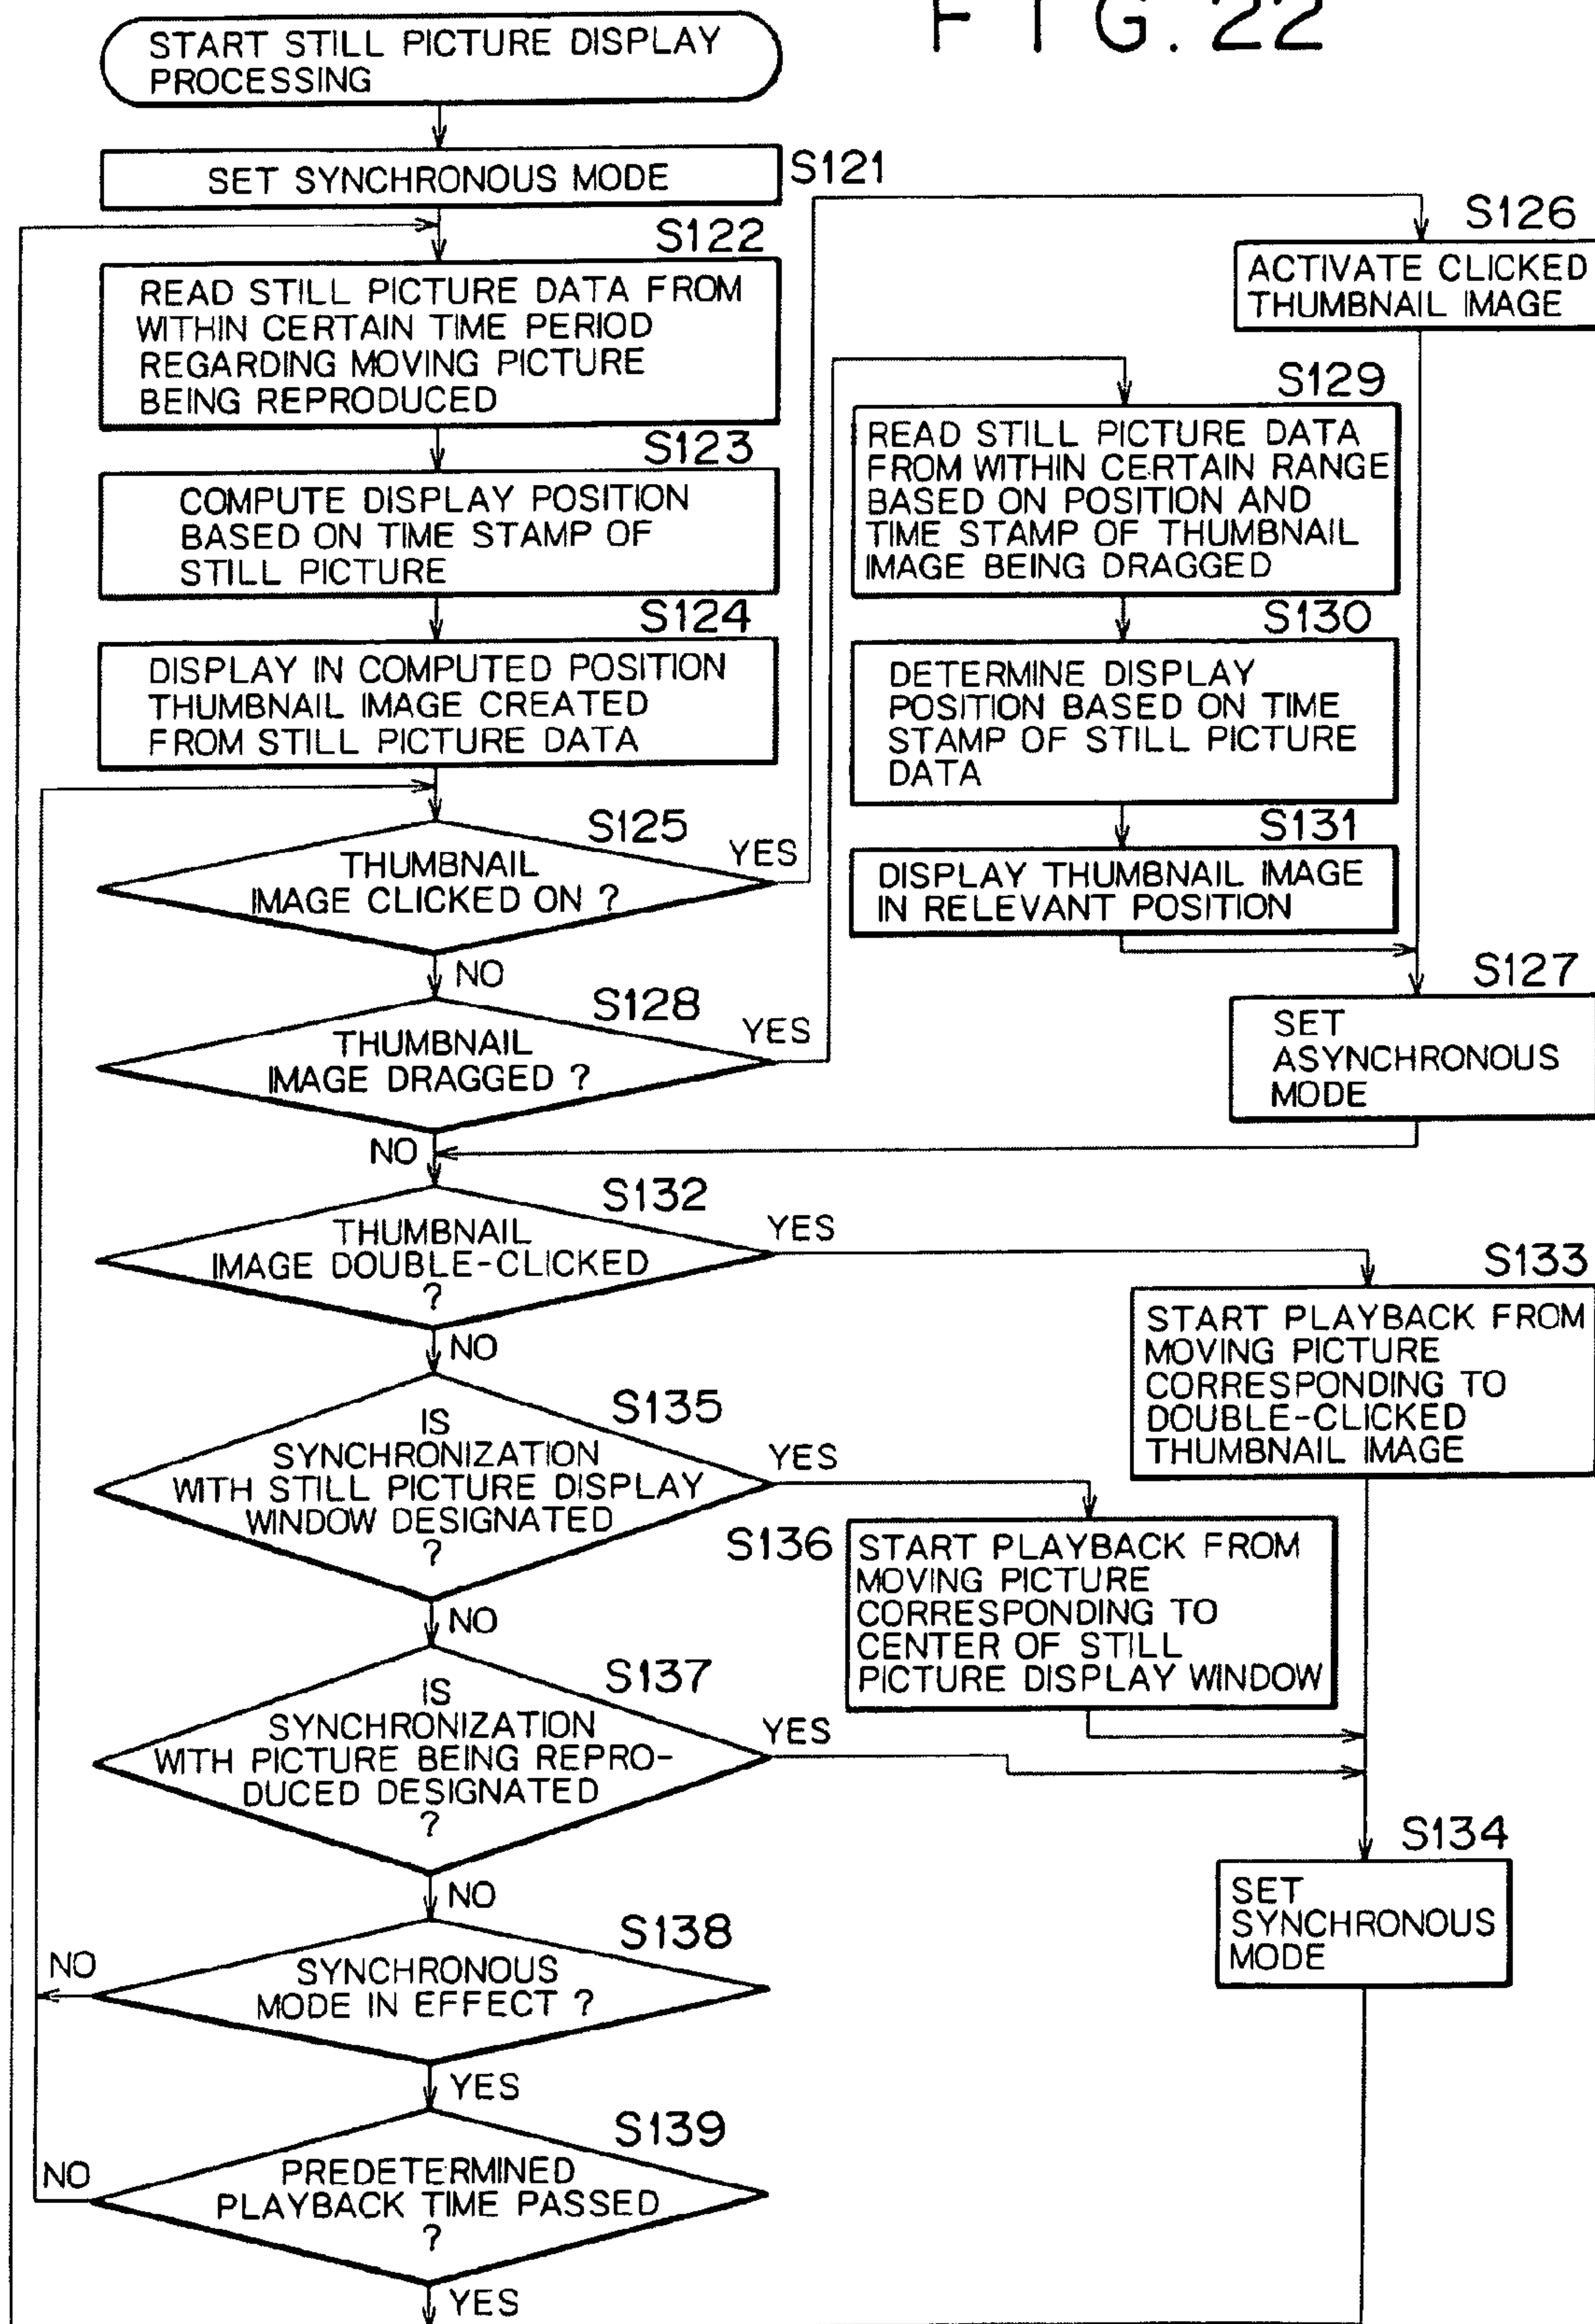 FIG. 22
START STILL PICTURE DISPLAY
PROCESSING
SET SYNCHRONOUS MODE
S121
S122
READ STILL PICTURE DATA FROM
WITHIN CERTAIN TIME PERIOD
REGARDING MOVING PICTURE
BEING REPRODUCED
S123
COMPUTE DISPLAY POSITION
BASED ON TIME STAMP OF
STILL PICTURE
S124
DISPLAY IN COMPUTED POSITION
THUMBNAIL IMAGE CREATED
FROM STILL PICTURE DATA
S125
THUMBNAIL
IMAGE CLICKED ON ?
YES
NO
S126
ACTIVATE CLICKED
THUMBNAIL IMAGE
S128
THUMBNAIL
IMAGE DRAGGED ?
YES
NO
S129
READ STILL PICTURE DATA
FROM WITHIN CERTAIN RANGE
BASED ON POSITION AND
TIME STAMP OF THUMBNAIL
IMAGE BEING DRAGGED
S130
DETERMINE DISPLAY
POSITION BASED ON TIME
STAMP OF STILL PICTURE
DATA
S131
DISPLAY THUMBNAIL IMAGE
IN RELEVANT POSITION
S127
SET
ASYNCHRONOUS
MODE
S132
THUMBNAIL
IMAGE DOUBLE-CLICKED
?
YES
NO
S133
START PLAYBACK FROM
MOVING PICTURE
CORRESPONDING TO
DOUBLE-CLICKED
THUMBNAIL IMAGE
S135
IS
SYNCHRONIZATION
WITH STILL PICTURE DISPLAY
WINDOW DESIGNATED
?
YES
NO
S136
START PLAYBACK FROM
MOVING PICTURE
CORRESPONDING TO
CENTER OF STILL
PICTURE DISPLAY WINDOW
S137
IS
SYNCHRONIZATION
WITH PICTURE BEING REPRO-
DUCED DESIGNATED
?
YES
NO
S134
SET
SYNCHRONOUS
MODE
S138
SYNCHRONOUS
MODE IN EFFECT ?
NO
YES
S139
PREDETERMINED
PLAYBACK TIME PASSED
?
NO
YES